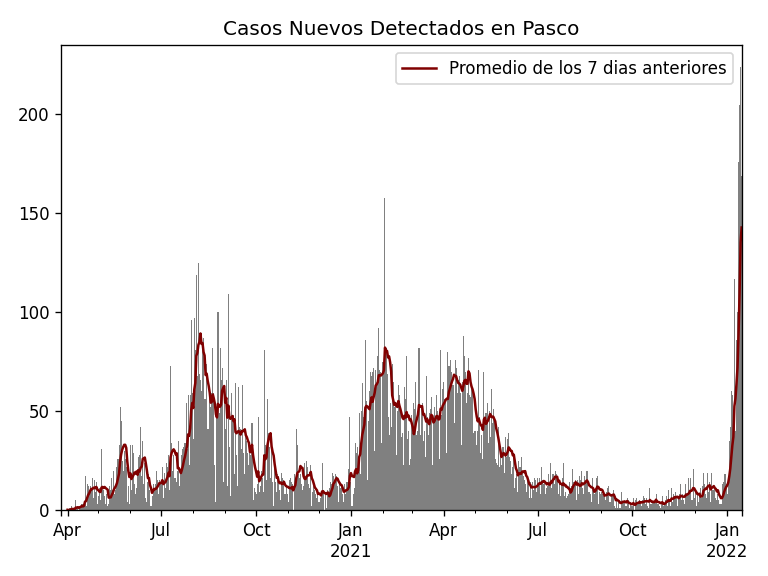 Casos Nuevos Detectados en Pasco
Promedio de los 7 dias anteriores
200
150
100
50
0
Apr Jul Oct Jan Apr Jul Oct Jan
2021 2022